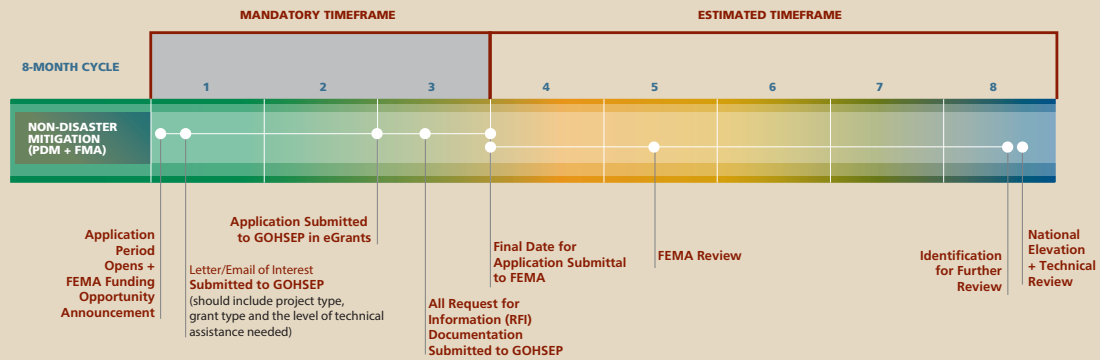 MANDATORY TIMEFRAME
ESTIMATED TIMEFRAME
8-MONTH CYCLE
1 2 3 4 5 6 7 8
NON-DISASTER
MITIGATION
(PDM + FMA)
Application
Period
Opens +
FEMA Funding
Opportunity
Announcement
Letter/Email of Interest
Submitted to GOHSEP
(should include project type,
grant type and the level of technical
assistance needed)
Application Submitted
to GOHSEP in eGrants
All Request for
Information (RFI)
Documentation
Submitted to GOHSEP
Final Date for
Application Submittal
to FEMA
FEMA Review
Identification
for Further
Review
National
Elevation
+ Technical
Review